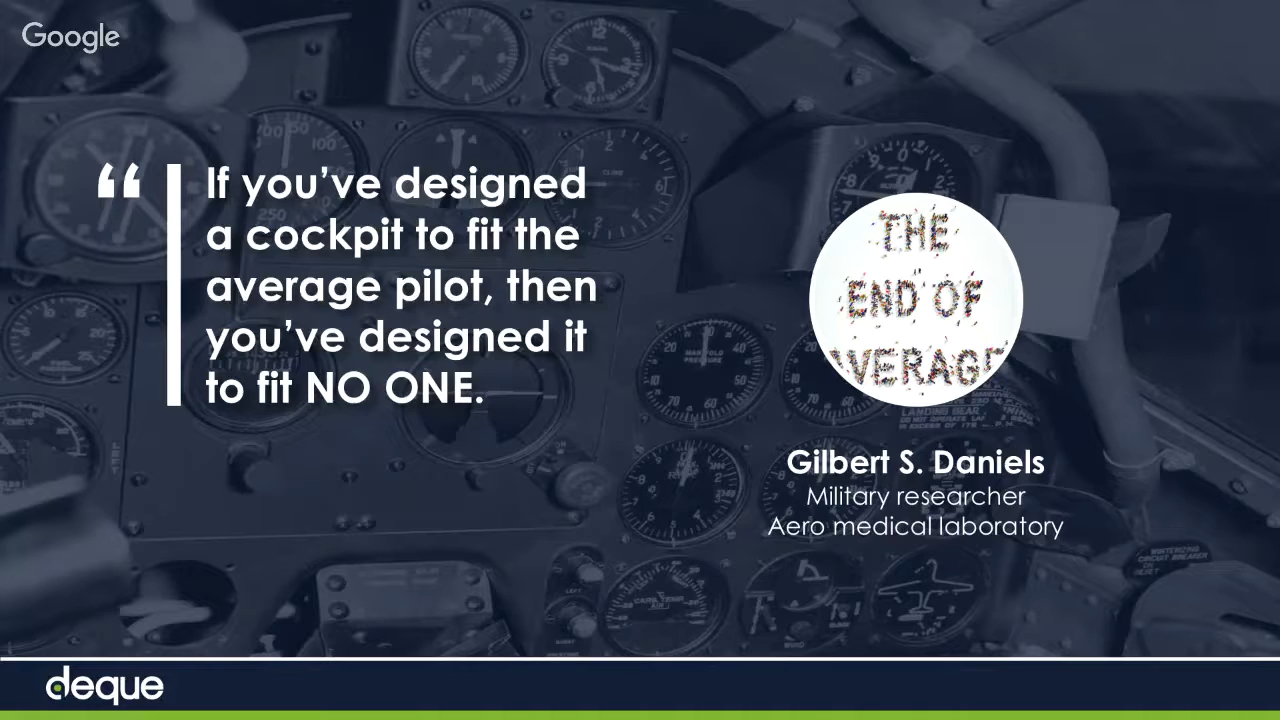 Google
“
If you’ve designed
a cockpit to fit the
average pilot, then
you’ve designed it
to fit NO ONE.
THE
END OF
AVERAGE
Gilbert S. Daniels
Military researcher
Aero medical laboratory
deque